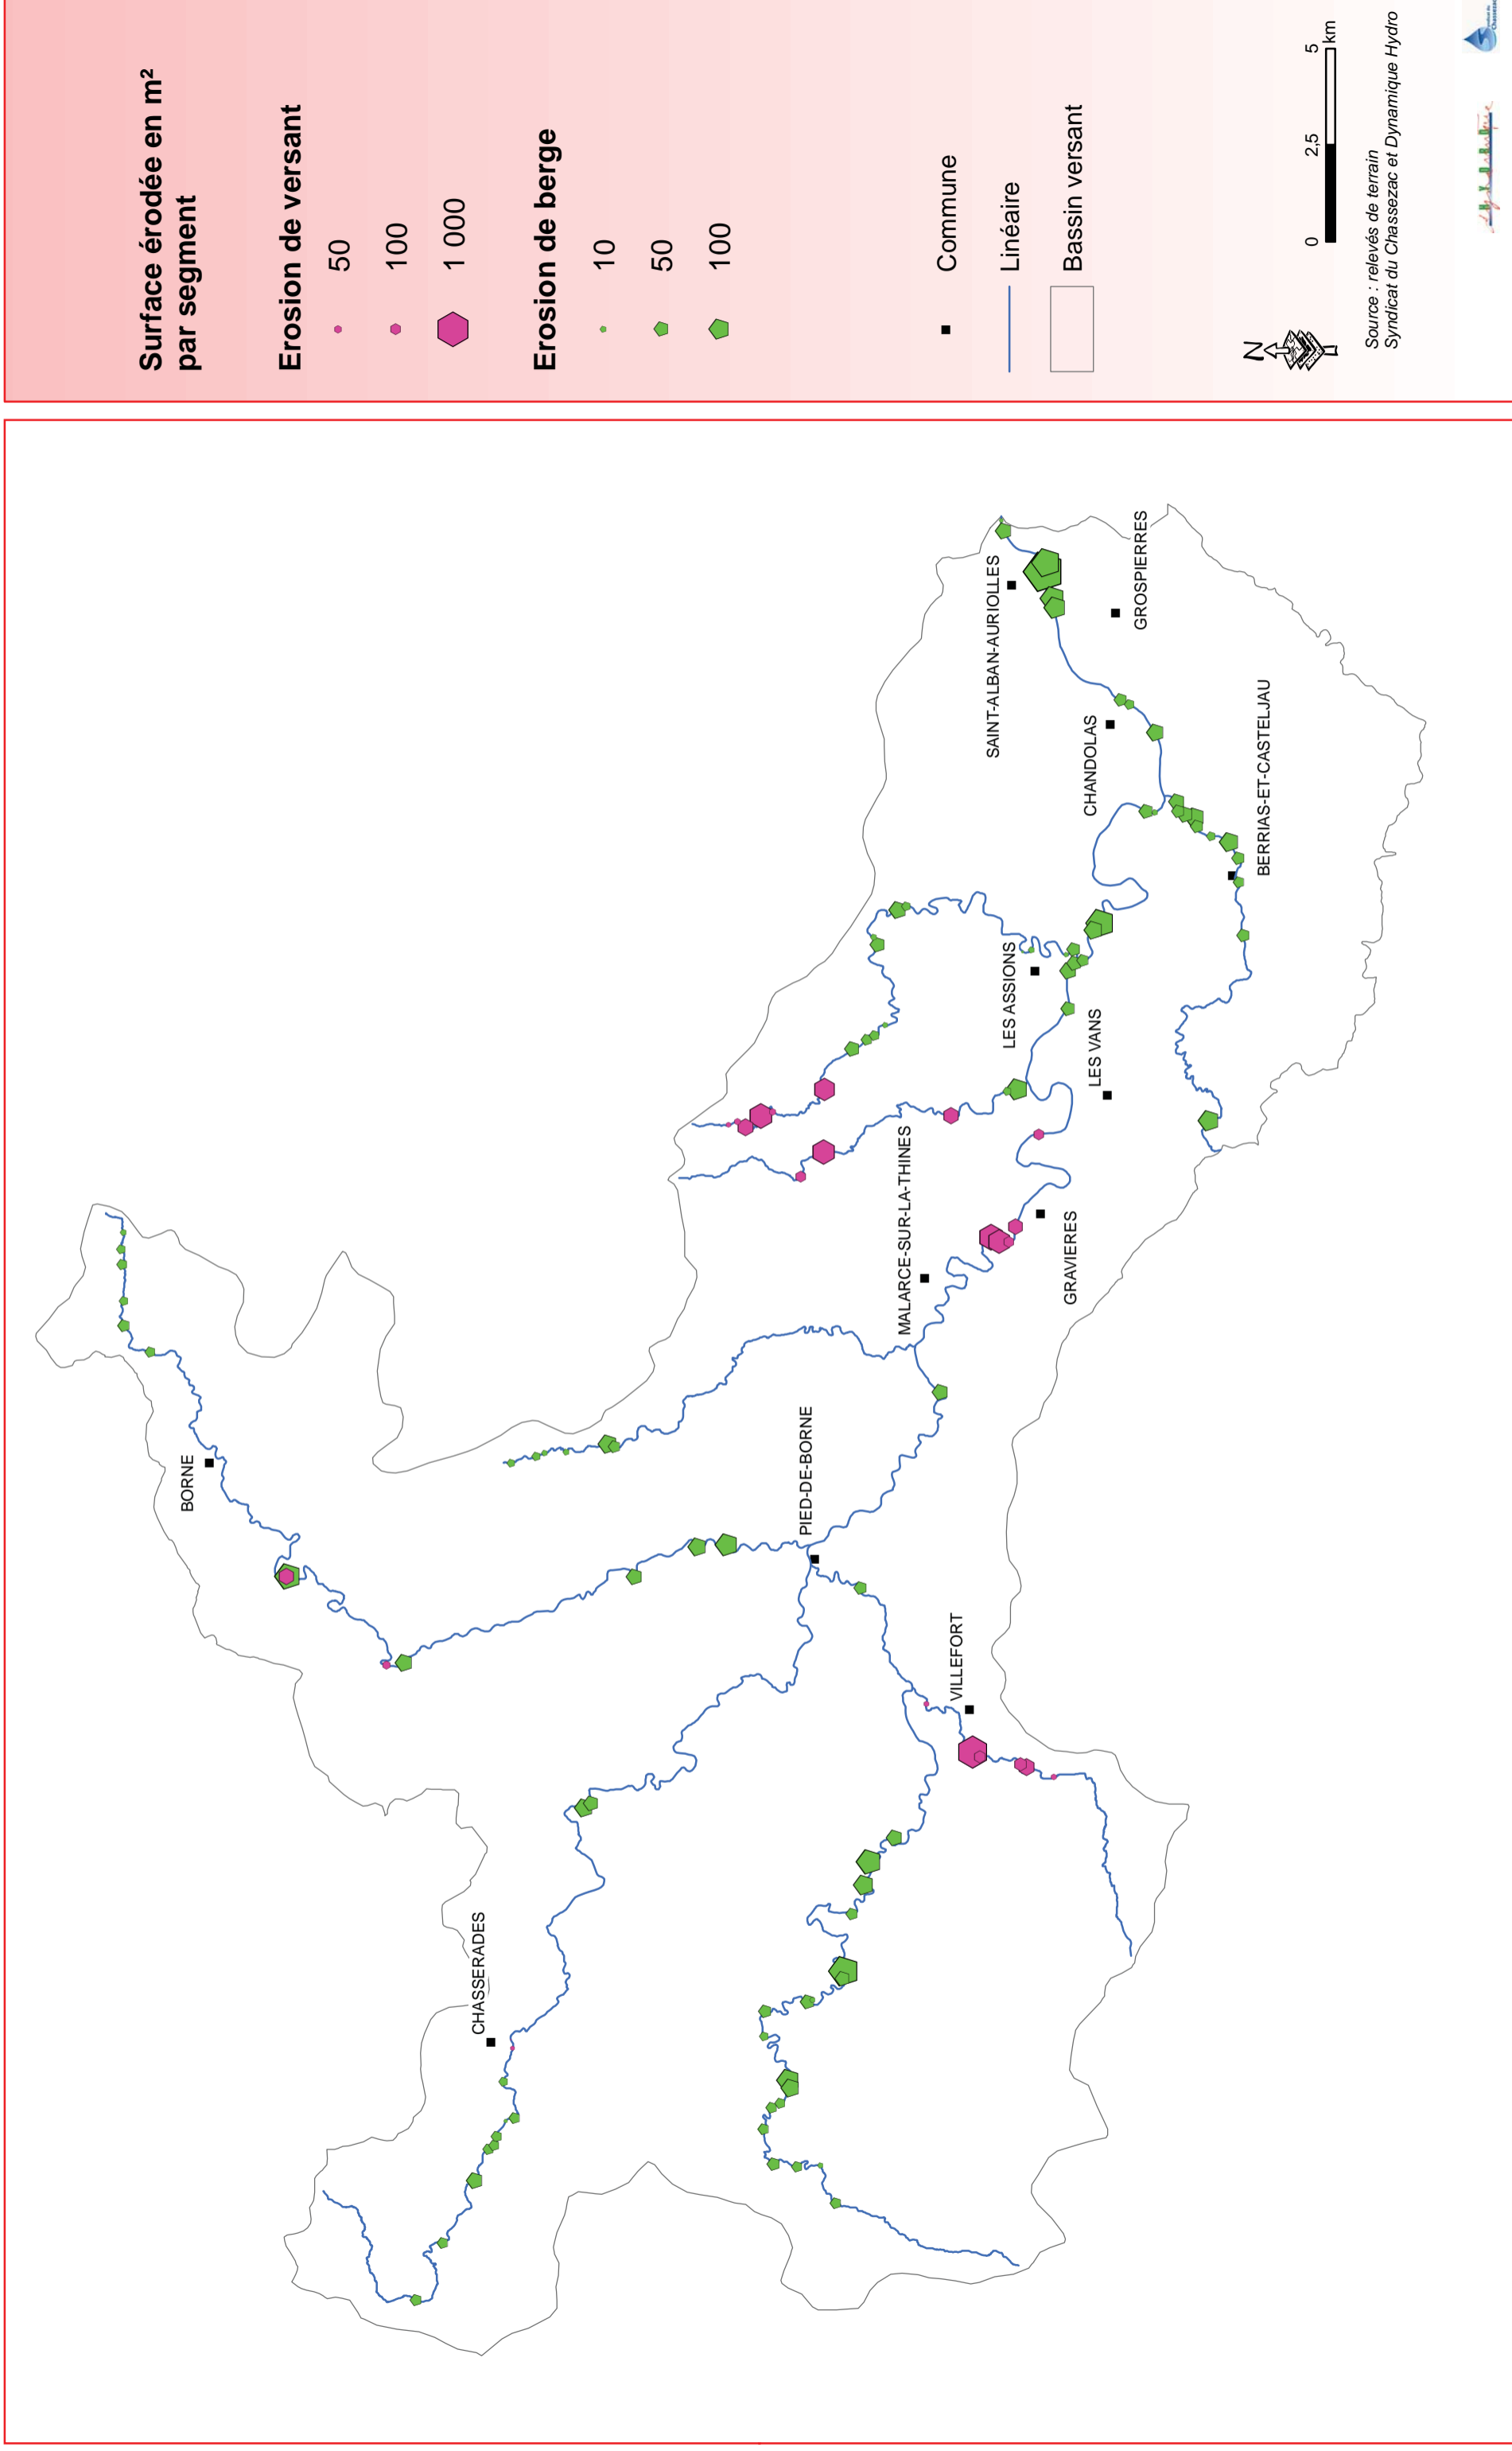 Surface érodée en m²
par segment
Erosion de versant
50
100
1 000
Erosion de berge
10
50
100
Commune
Linéaire
Bassin versant
N
0
2,5
5
km
Source : relevés de terrain
Syndicat du Chassezac et Dynamique Hydro
BORNE
CHASSERADES
PIED-DE-BORNE
VILLEFORT
MALARCE-SUR-LA-THINES
GRAVIERES
LES VANS
LES ASSIONS
CHANDOLAS
SAINT-ALBAN-AURIOLLES
GROSPIERRES
BERRIAS-ET-CASTELJAU